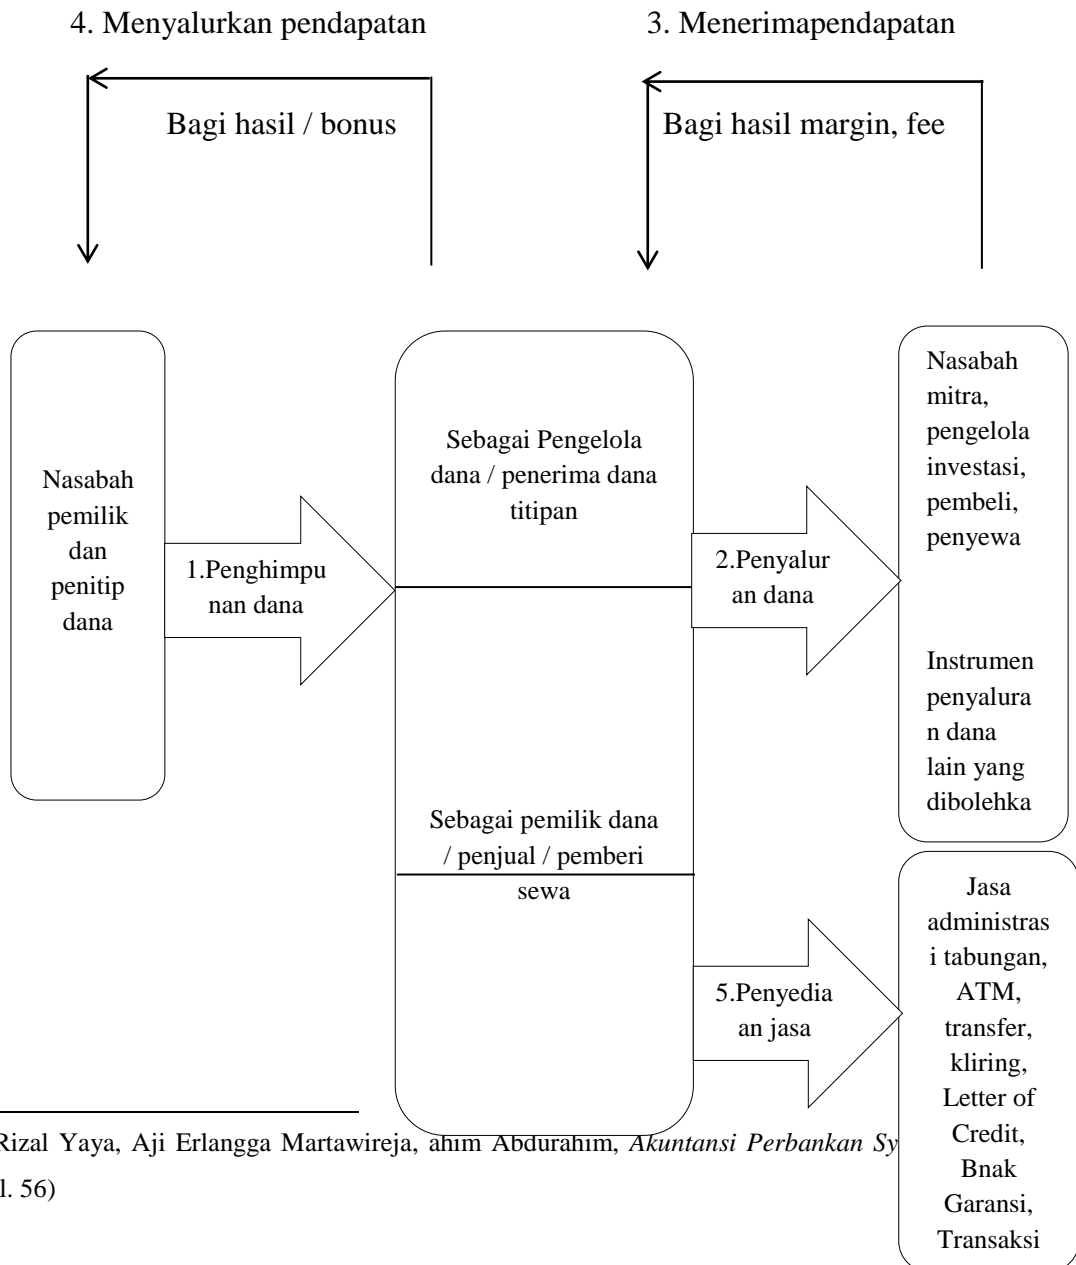 4. Menyalurkan pendapatan
3. Menerimapendapatan
Bagi hasil / bonus
Bagi hasil margin, fee
Nasabah
pemilik
dan
penitip
dana
1.Penghimpu
nan dana
Sebagai Pengelola
dana / penerima dana
titipan
Sebagai pemilik dana
/ penjual / pemberi
sewa
2.Penyalur
an dana
Nasabah
mitra,
pengelola
investasi,
pembeli,
penyewa
Instrumen
penyalura
n dana
lain yang
dibolehka
5.Penyedia
an jasa
Jasa
administras
i tabungan,
ATM,
transfer,
kliring,
Letter of
Credit,
Bnak
Garansi,
Transaksi
Rizal Yaya, Aji Erlangga Martawireja, ahim Abdurahim, Akuntansi Perbankan Sy
l. 56)